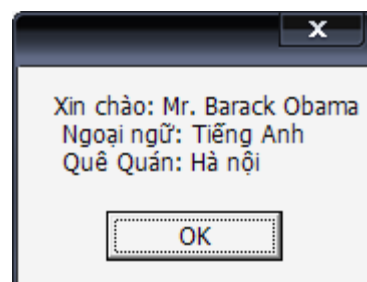 x
Xin chào: Mr. Barack Obama
Ngoại ngữ: Tiếng Anh
Quê Quán: Hà nội
OK